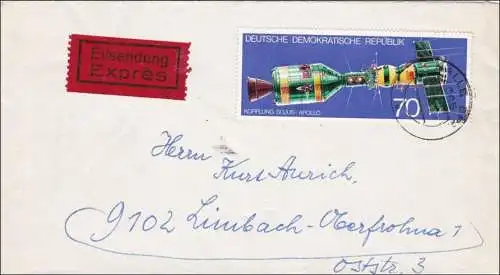 Eilsendung
Exprès
DEUTSCHE DEMOKRATISCHE REPUBLIK
70
KOPPLUNG SOJUS-APOLLO
Herrn Kurt Aurich,
9102 Limbach-Oberfrohna 1
Oststr. 3